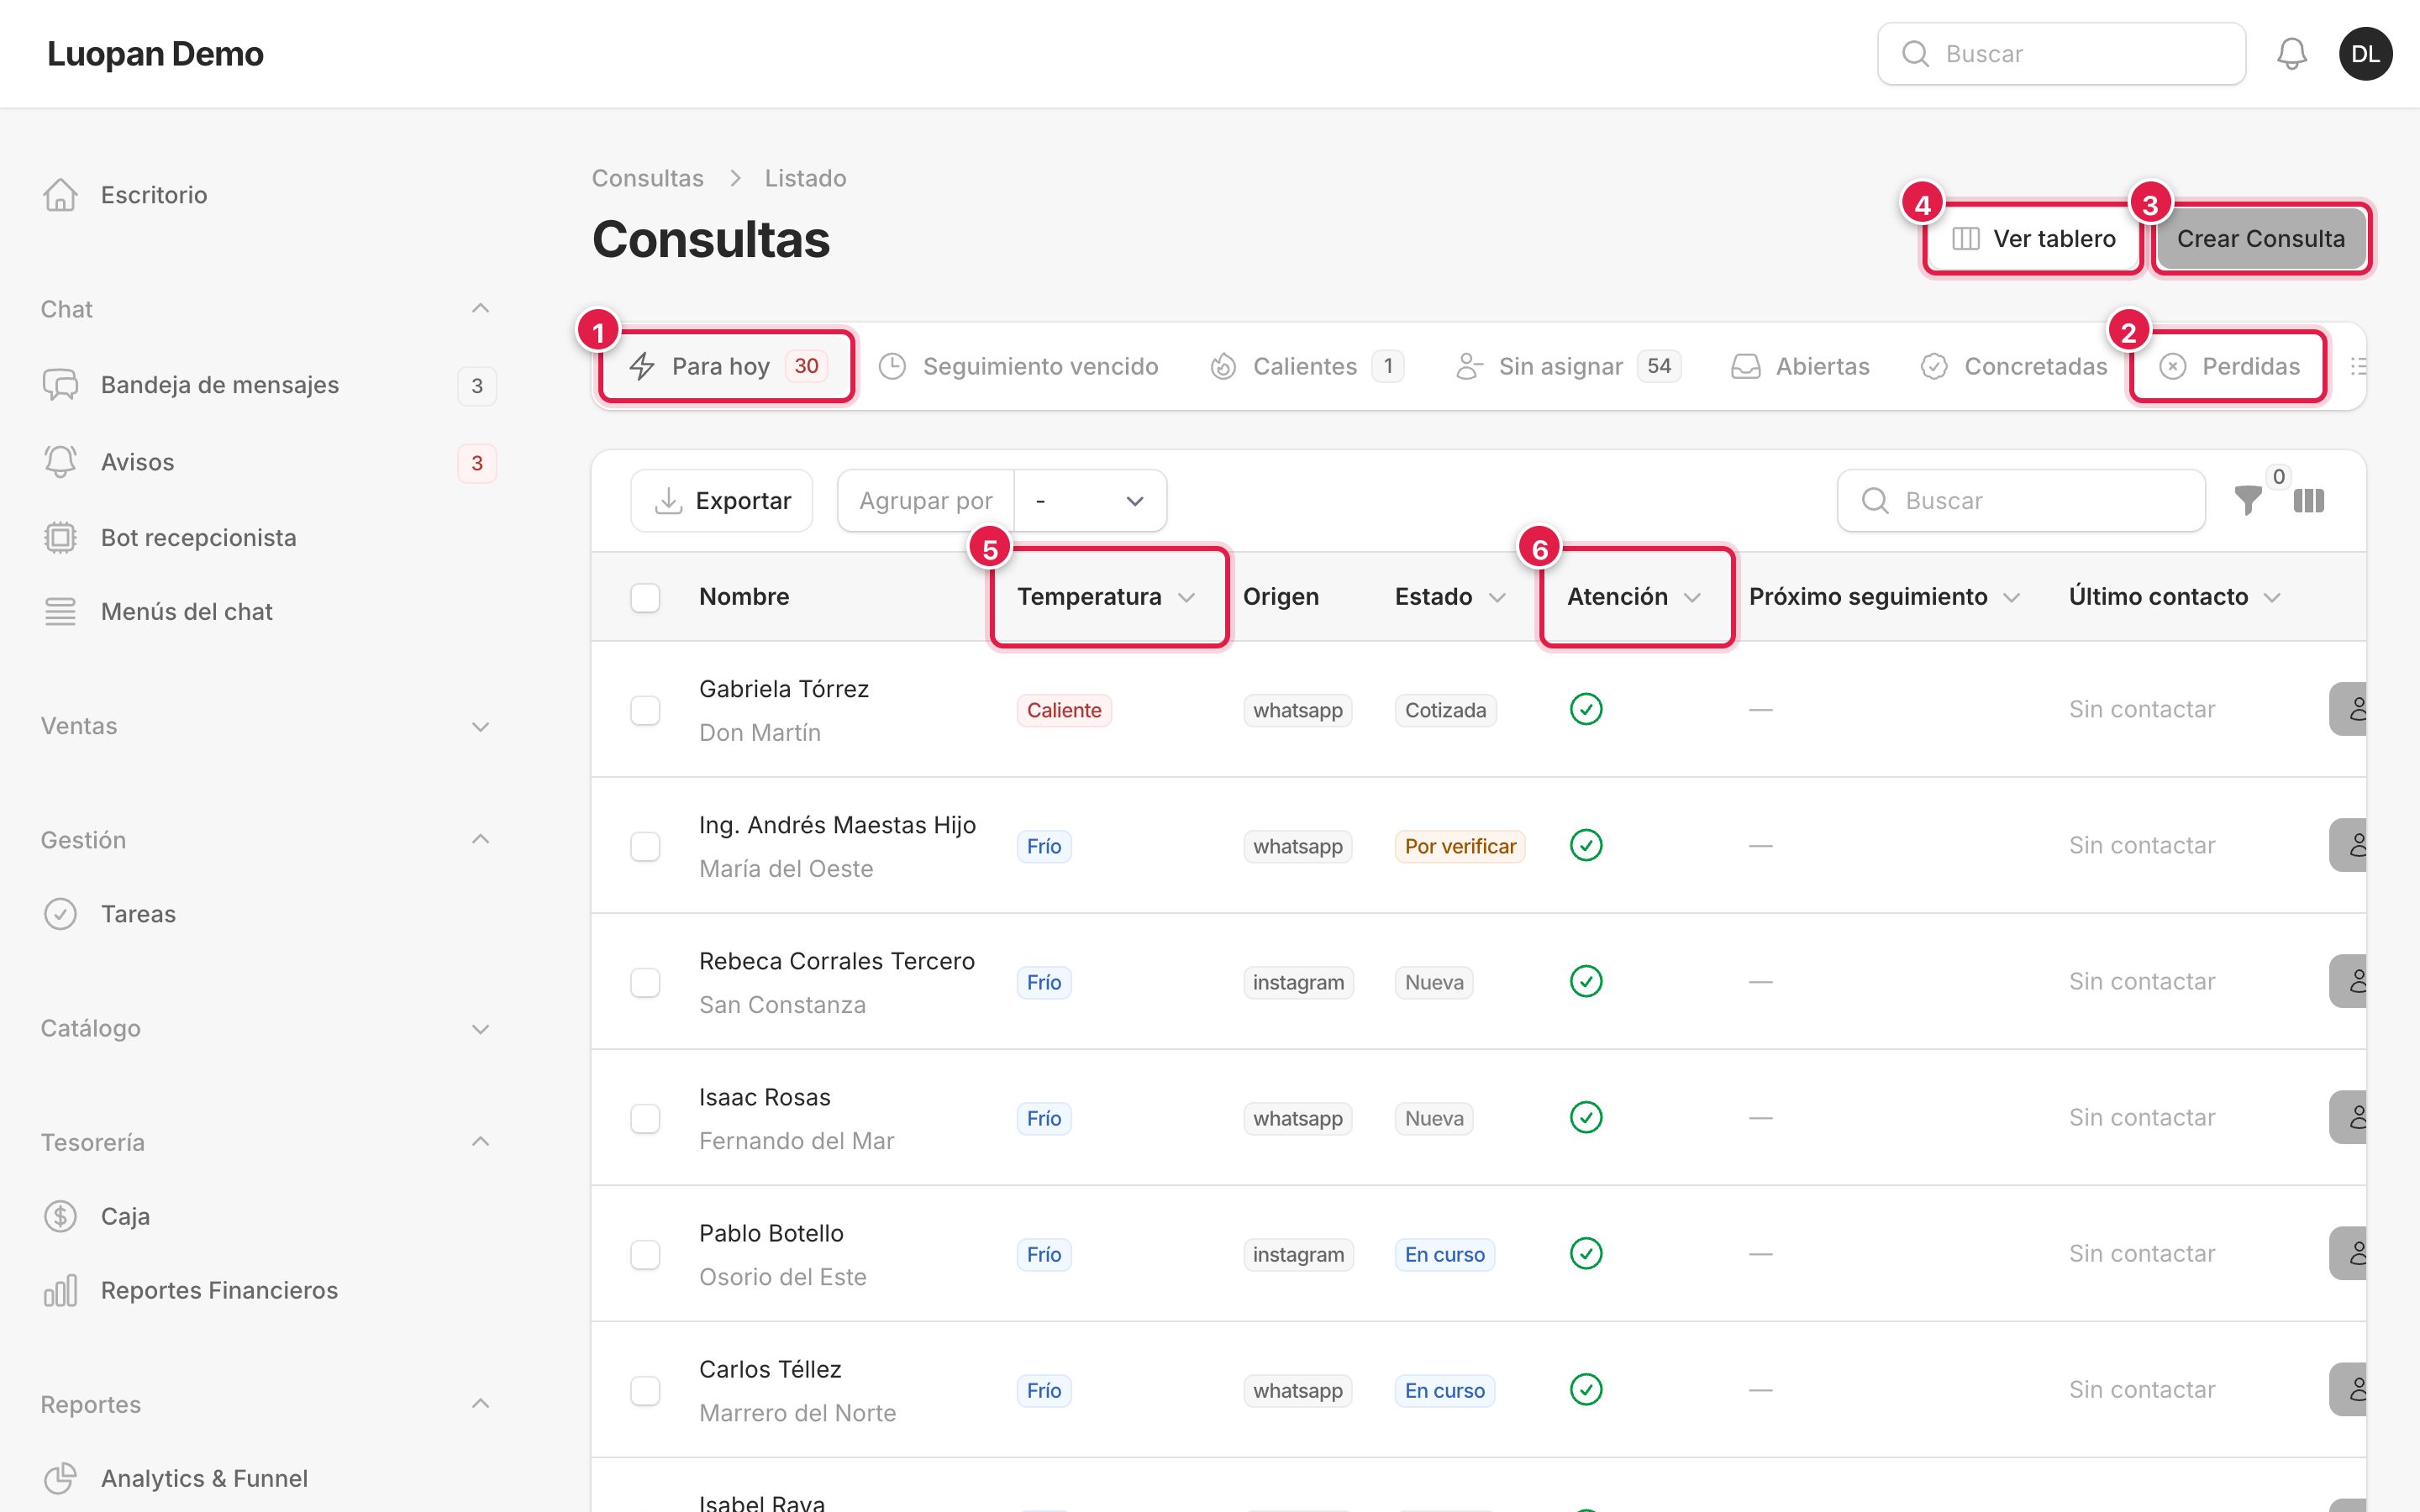 Luopan Demo
Buscar
DL
Escritorio
Chat
Bandeja de mensajes 3
Avisos 3
Bot recepcionista
Menús del chat
Ventas
Gestión
Tareas
Catálogo
Tesorería
Caja
Reportes Financieros
Reportes
Analytics & Funnel
Consultas > Listado
Consultas
4 Ver tablero
3 Crear Consulta
1 Para hoy 30
Seguimiento vencido
Calientes 1
Sin asignar 54
Abiertas
Concretadas
2 Perdidas
Exportar
Agrupar por -
Buscar
0
Nombre 5 Temperatura Origen Estado 6 Atención Próximo seguimiento Último contacto
Gabriela Tórrez
Don Martín
Caliente whatsapp Cotizada — Sin contactar
Ing. Andrés Maestas Hijo
María del Oeste
Frío whatsapp Por verificar — Sin contactar
Rebeca Corrales Tercero
San Constanza
Frío instagram Nueva — Sin contactar
Isaac Rosas
Fernando del Mar
Frío whatsapp Nueva — Sin contactar
Pablo Botello
Osorio del Este
Frío instagram En curso — Sin contactar
Carlos Téllez
Marrero del Norte
Frío whatsapp En curso — Sin contactar
Isabel Raya